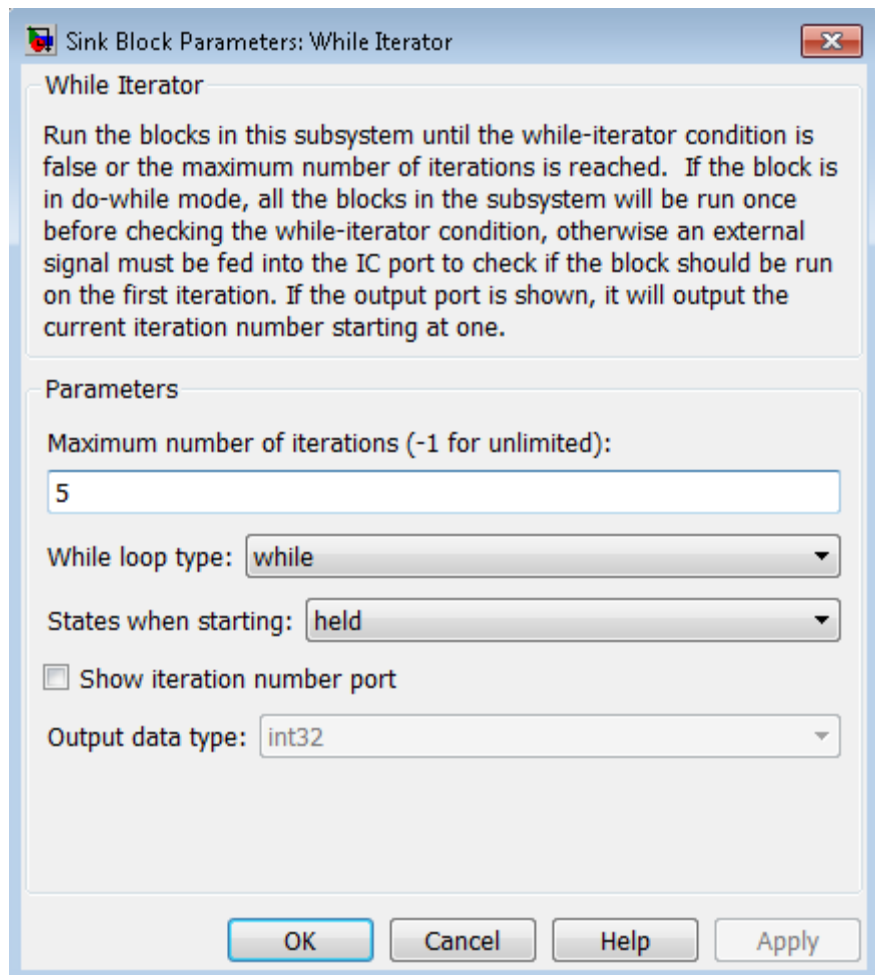 Sink Block Parameters: While Iterator
While Iterator
Run the blocks in this subsystem until the while-iterator condition is
false or the maximum number of iterations is reached.  If the block is
in do-while mode, all the blocks in the subsystem will be run once
before checking the while-iterator condition, otherwise an external
signal must be fed into the IC port to check if the block should be run
on the first iteration. If the output port is shown, it will output the
current iteration number starting at one.
Parameters
Maximum number of iterations (-1 for unlimited):
5
While loop type: while
States when starting: held
Show iteration number port
Output data type: int32
OK Cancel Help Apply